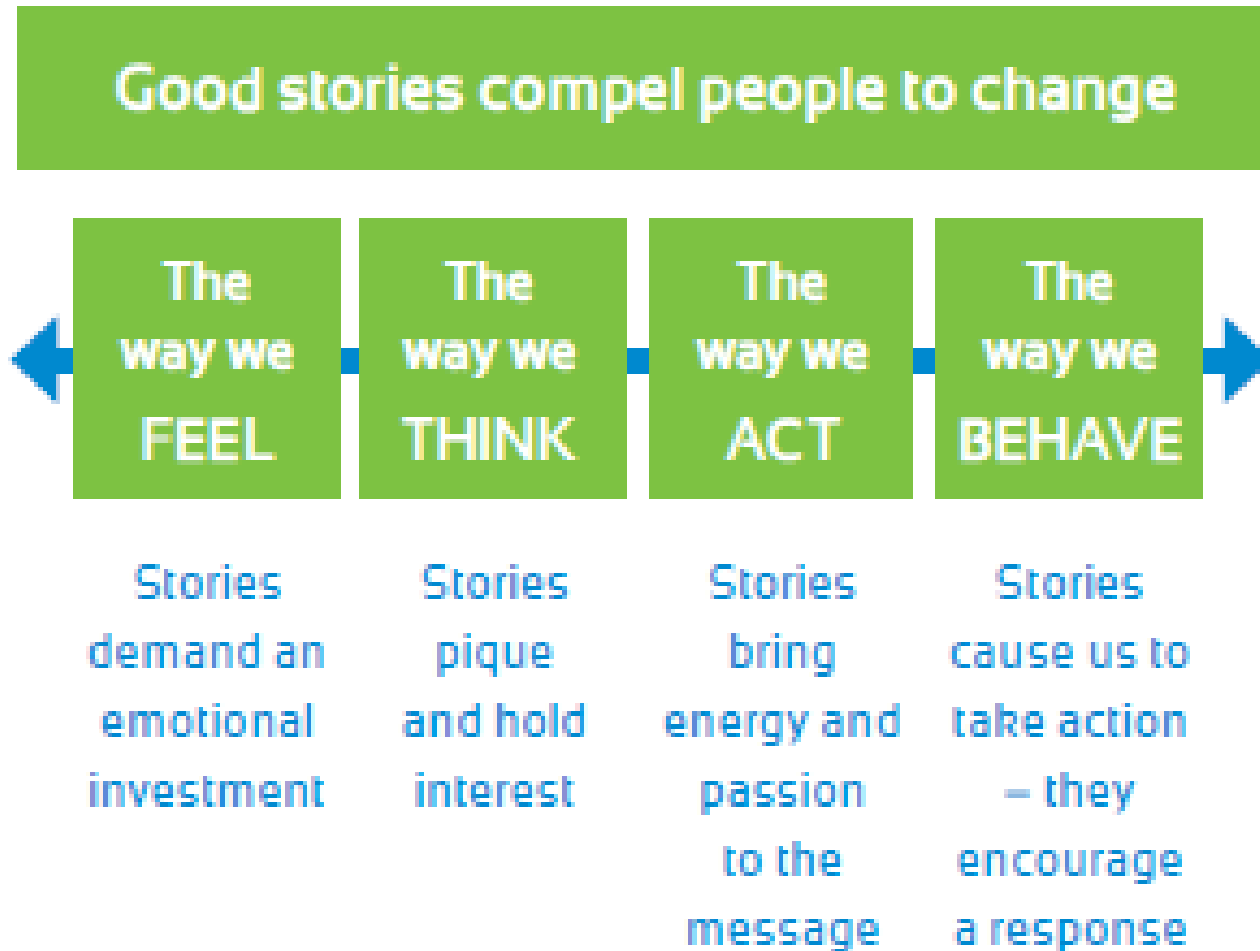 Good stories compel people to change
The
way we
FEEL
The
way we
THINK
The
way we
ACT
The
way we
BEHAVE
Stories
demand an
emotional
investment
Stories
pique
and hold
interest
Stories
bring
energy and
passion
to the
message
Stories
cause us to
take action
– they
encourage
a response